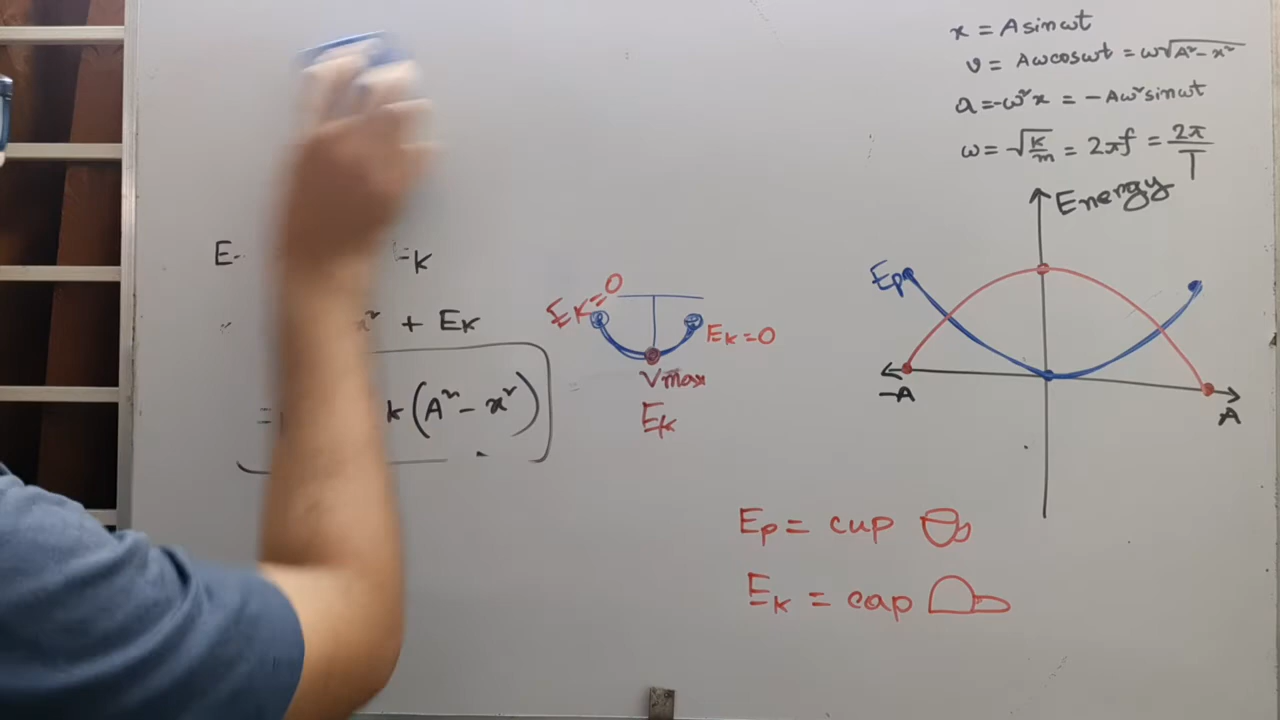 x = A sin ωt
v = Aω cos ωt = ω√(A² − x²)
a = −ω²x = −Aω² sin ωt
ω = √(k/m) = 2πf = 2π/T
Energy
Ep
−A
A
E K
x² + EK
= k(A² − x²)
EK = 0
EK = 0
Vmax
EK
Ep = cup
EK = cap